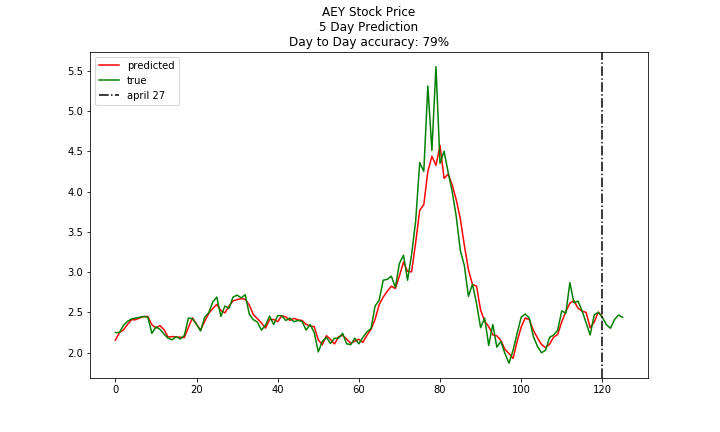 AEY Stock Price
5 Day Prediction
Day to Day accuracy: 79%
predicted
true
april 27
5.5
5.0
4.5
4.0
3.5
3.0
2.5
2.0
0 20 40 60 80 100 120